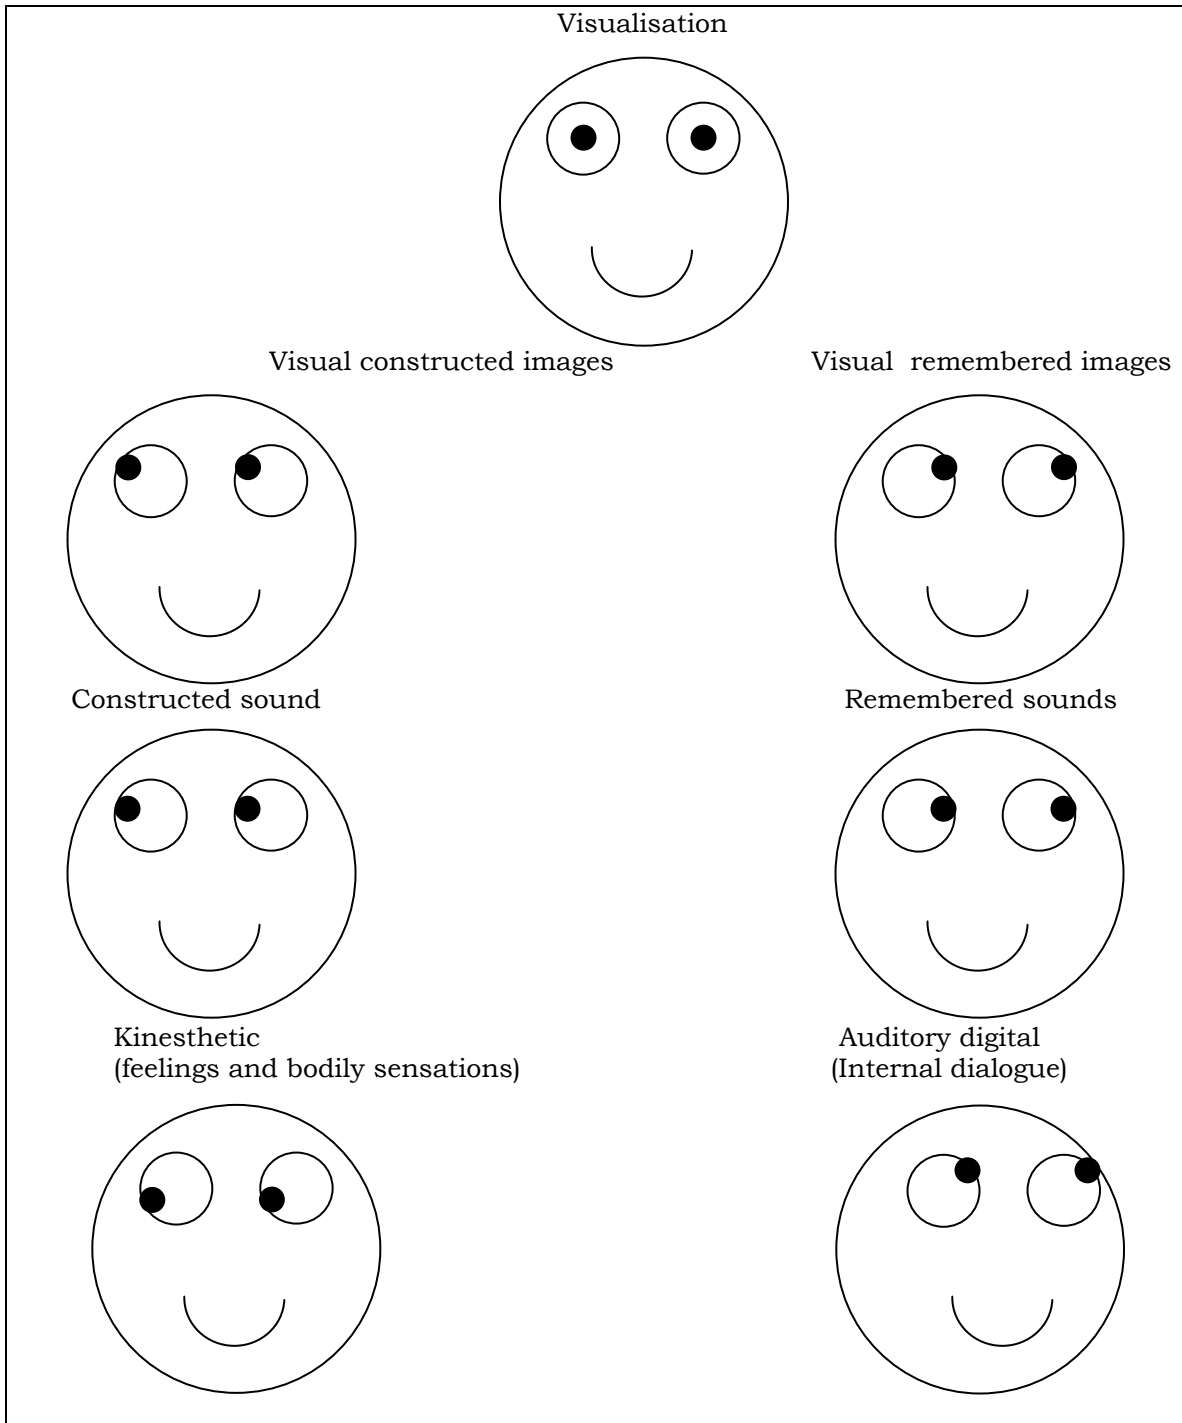 Visualisation
Visual constructed images
Visual  remembered images
Constructed sound
Remembered sounds
Kinesthetic
(feelings and bodily sensations)
Auditory digital
(Internal dialogue)